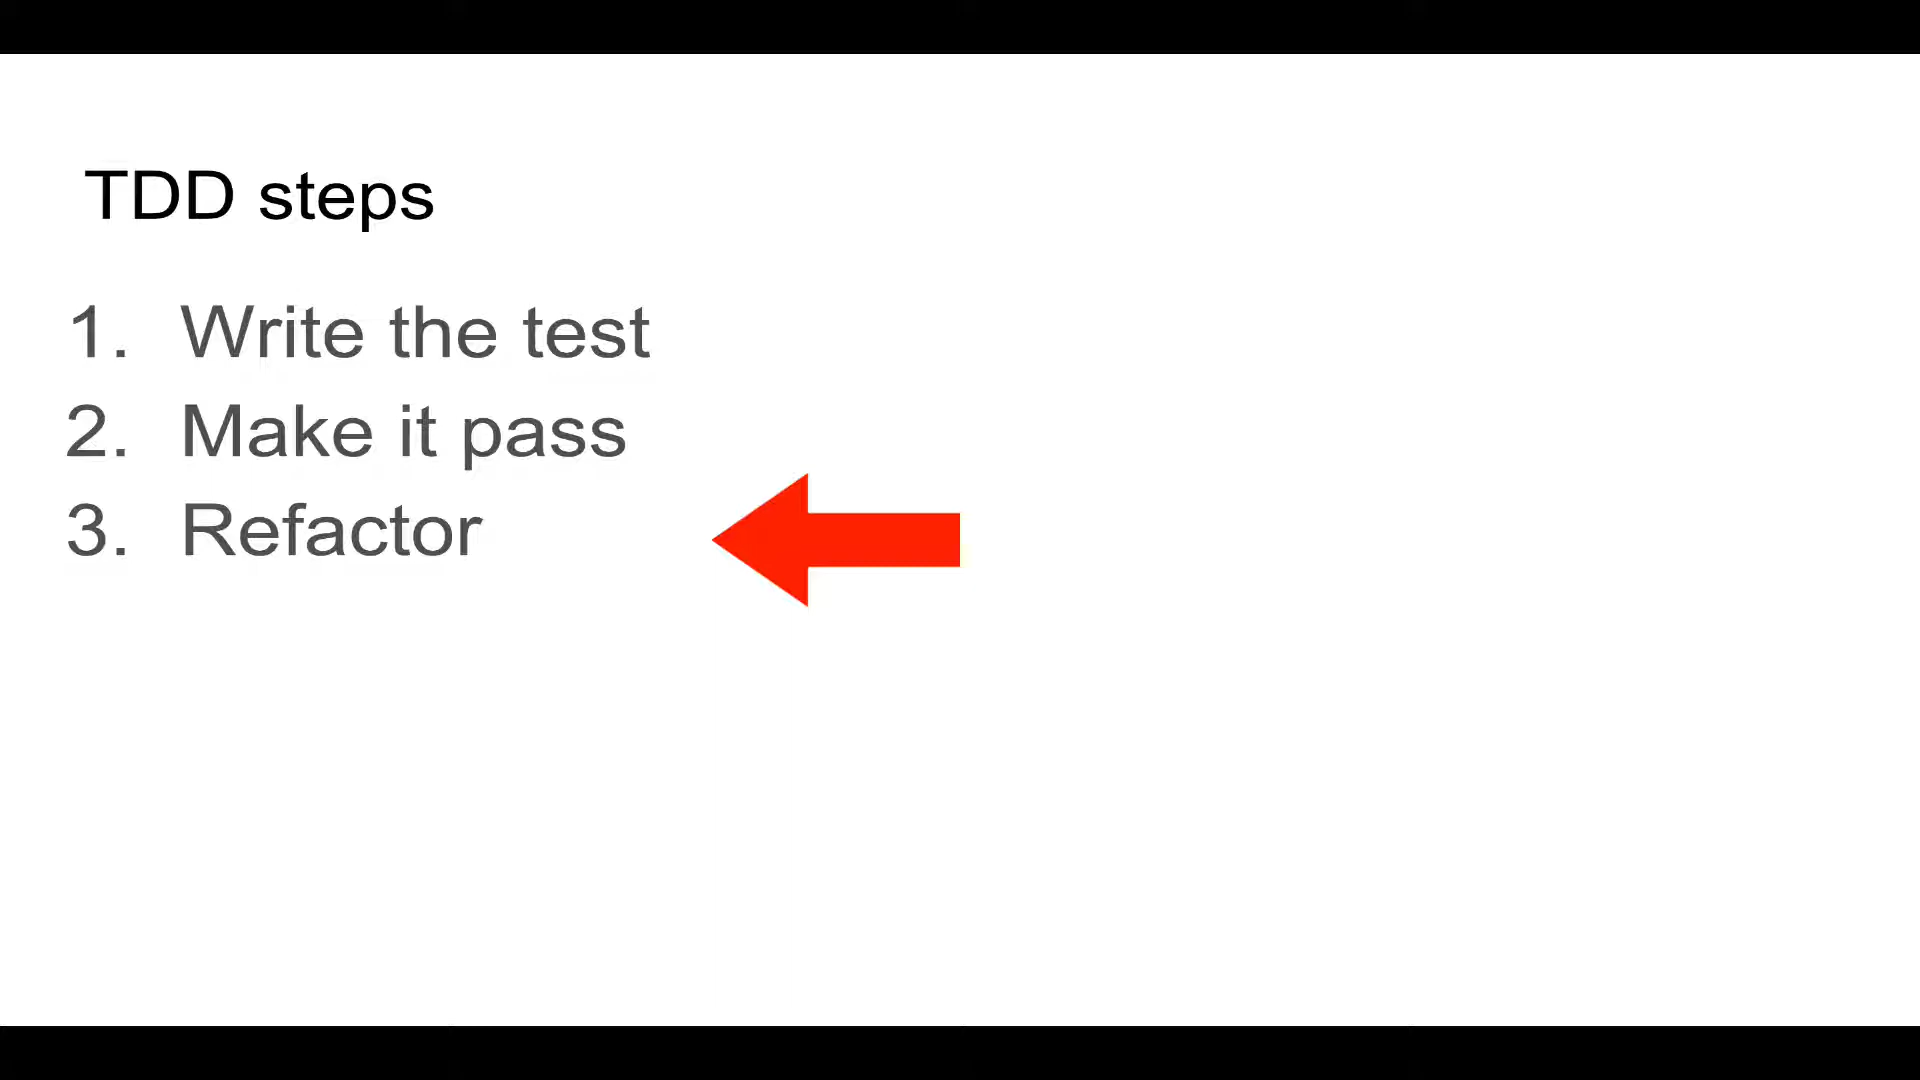 TDD steps
1. Write the test
2. Make it pass
3. Refactor